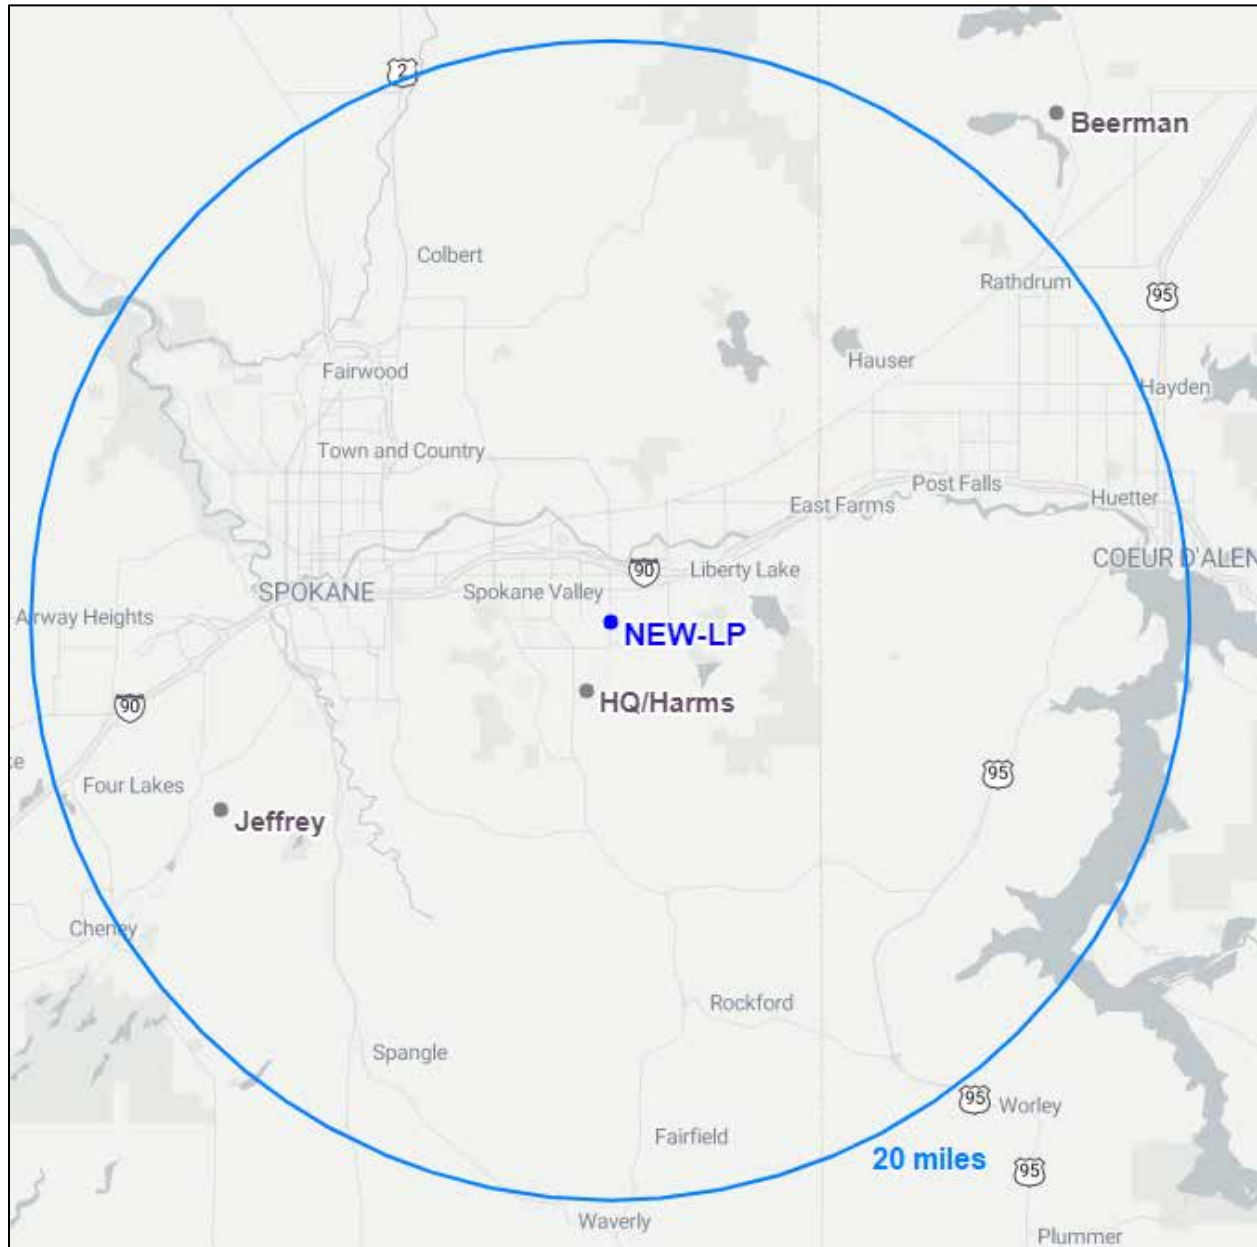 2
Beerman
Colbert
Rathdrum
95
Hauser
Fairwood
Hayden
Town and Country
Post Falls
Huetter
East Farms
COEUR D'ALEN
90
Liberty Lake
SPOKANE
Spokane Valley
Airway Heights
NEW-LP
HQ/Harms
90
e
95
Four Lakes
Jeffrey
Cheney
Rockford
Spangle
95
Worley
Fairfield
20 miles
95
Waverly
Plummer